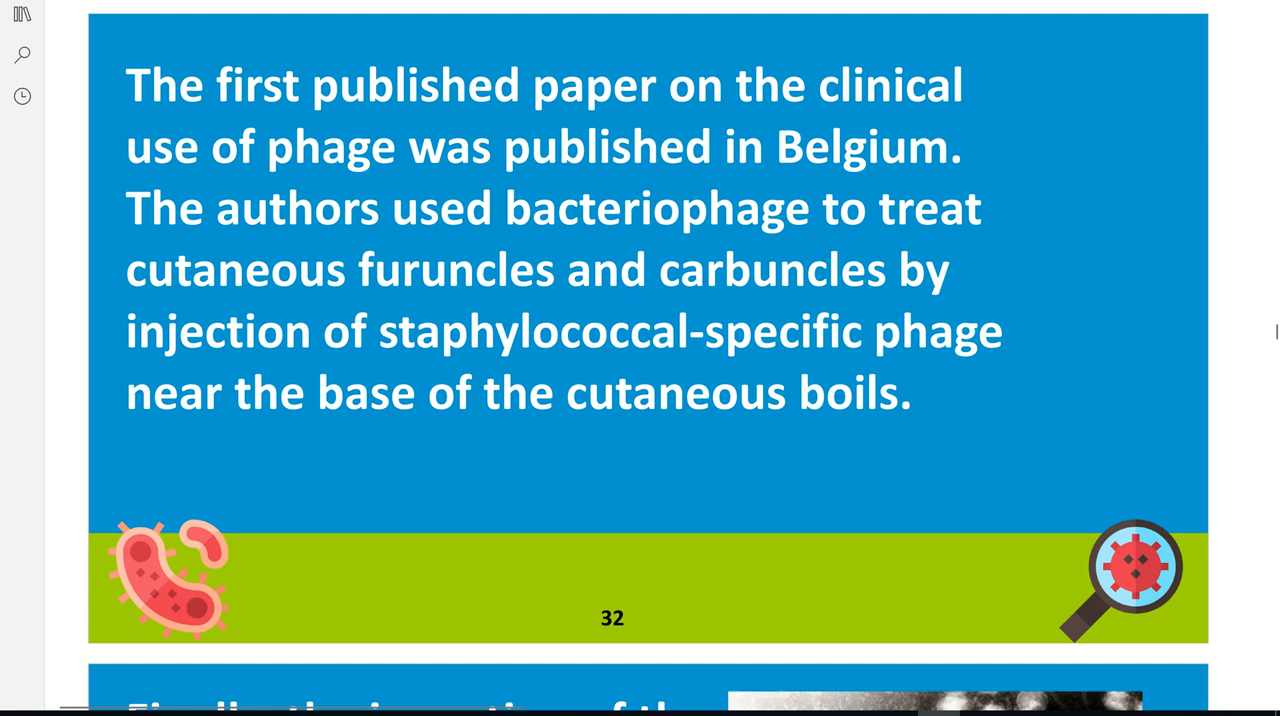 The first published paper on the clinical
use of phage was published in Belgium.
The authors used bacteriophage to treat
cutaneous furuncles and carbuncles by
injection of staphylococcal-specific phage
near the base of the cutaneous boils.
32